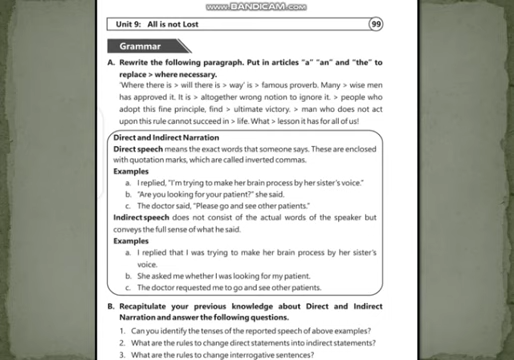 WWW.BANDICAM.COM
Unit 9: All is not Lost
99
Grammar
A. Rewrite the following paragraph. Put in articles "a" "an" and "the" to
replace > where necessary.
'Where there is > will there is > way' is > famous proverb. Many > wise men
has approved it. It is > altogether wrong notion to ignore it. > people who
adopt this fine principle, find > ultimate victory. > man who does not act
upon this rule cannot succeed in > life. What > lesson it has for all of us!
Direct and Indirect Narration
Direct speech means the exact words that someone says. These are enclosed
with quotation marks, which are called inverted commas.
Examples
a. I replied, "I'm trying to make her brain process by her sister's voice."
b. "Are you looking for your patient?" she said.
c. The doctor said, "Please go and see other patients."
Indirect speech does not consist of the actual words of the speaker but
conveys the full sense of what he said.
Examples
a. I replied that I was trying to make her brain process by her sister's
voice.
b. She asked me whether I was looking for my patient.
c. The doctor requested me to go and see other patients.
B. Recapitulate your previous knowledge about Direct and Indirect
Narration and answer the following questions.
1. Can you identify the tenses of the reported speech of above examples?
2. What are the rules to change direct statements into indirect statements?
3. What are the rules to change interrogative sentences?